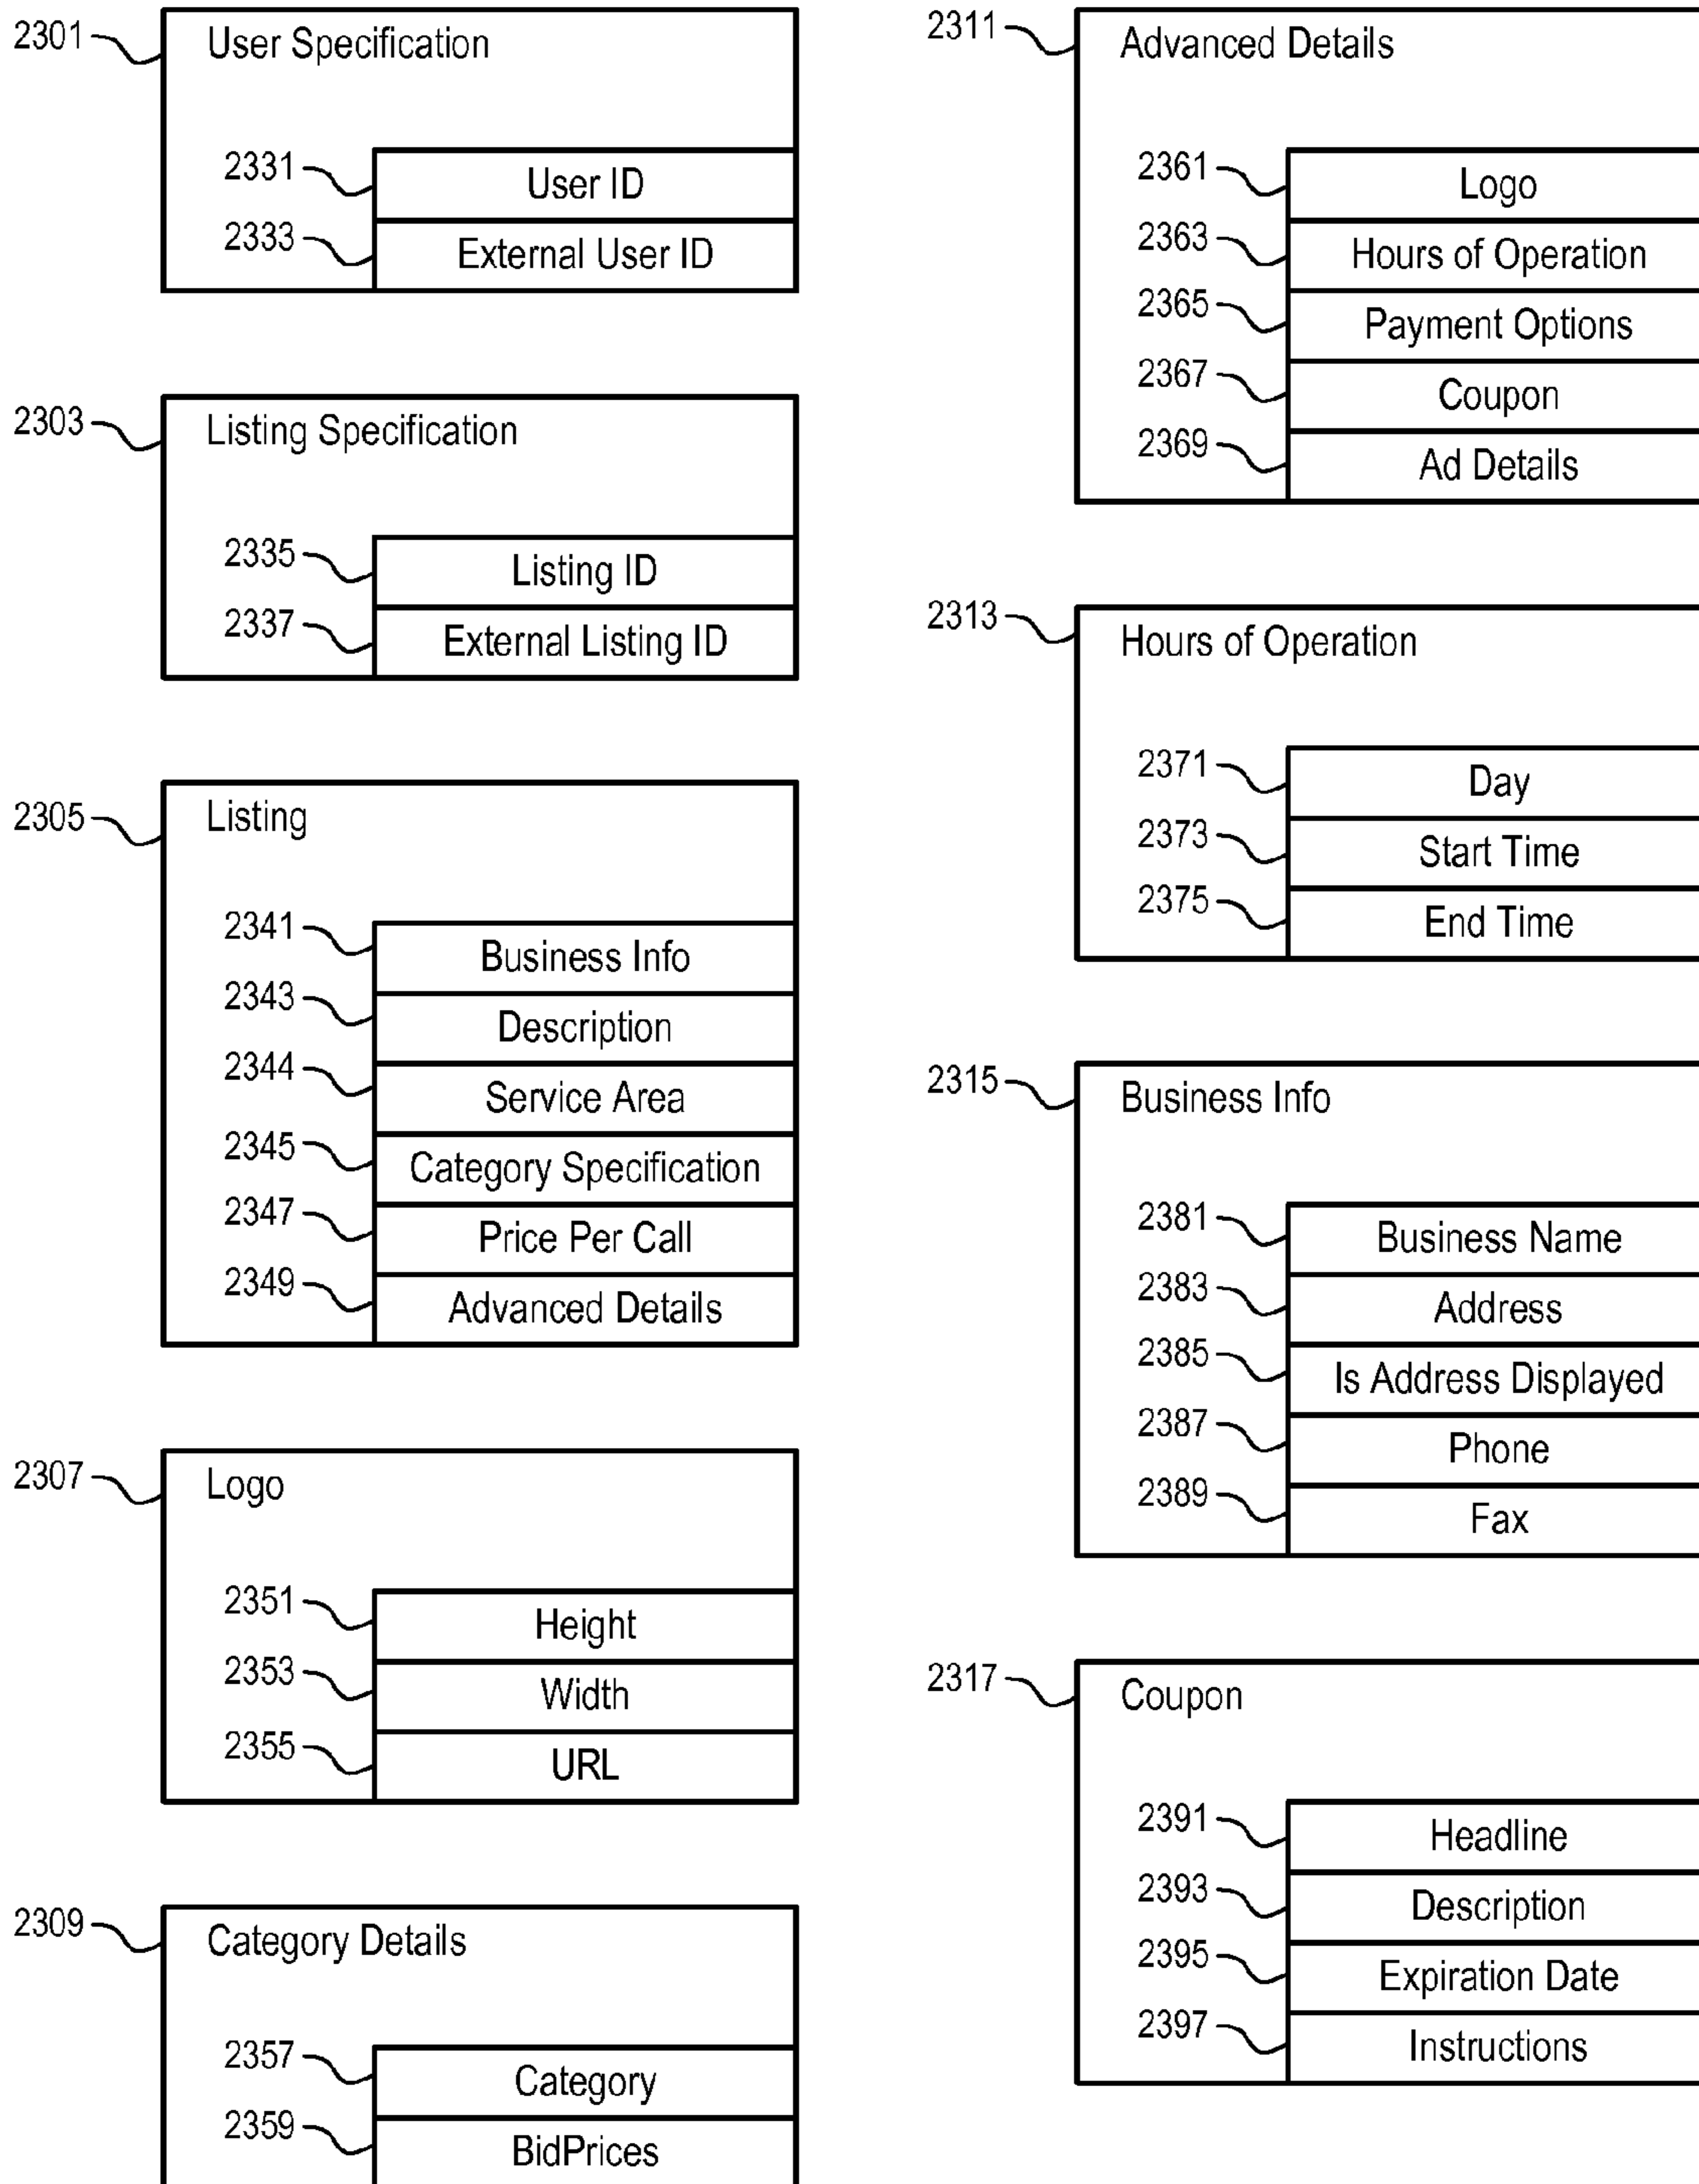 2301
User Specification
2331
User ID
2333
External User ID
2303
Listing Specification
2335
Listing ID
2337
External Listing ID
2305
Listing
2341
Business Info
2343
Description
2344
Service Area
2345
Category Specification
2347
Price Per Call
2349
Advanced Details
2307
Logo
2351
Height
2353
Width
2355
URL
2309
Category Details
2357
Category
2359
BidPrices
2311
Advanced Details
2361
Logo
2363
Hours of Operation
2365
Payment Options
2367
Coupon
2369
Ad Details
2313
Hours of Operation
2371
Day
2373
Start Time
2375
End Time
2315
Business Info
2381
Business Name
2383
Address
2385
Is Address Displayed
2387
Phone
2389
Fax
2317
Coupon
2391
Headline
2393
Description
2395
Expiration Date
2397
Instructions